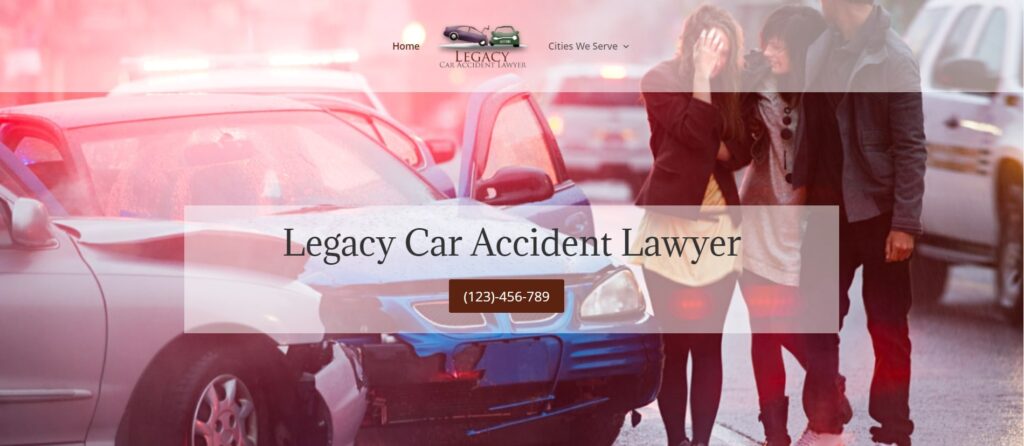 Home
LEGACY
CAR ACCIDENT LAWYER
Cities We Serve
Legacy Car Accident Lawyer
(123)-456-789